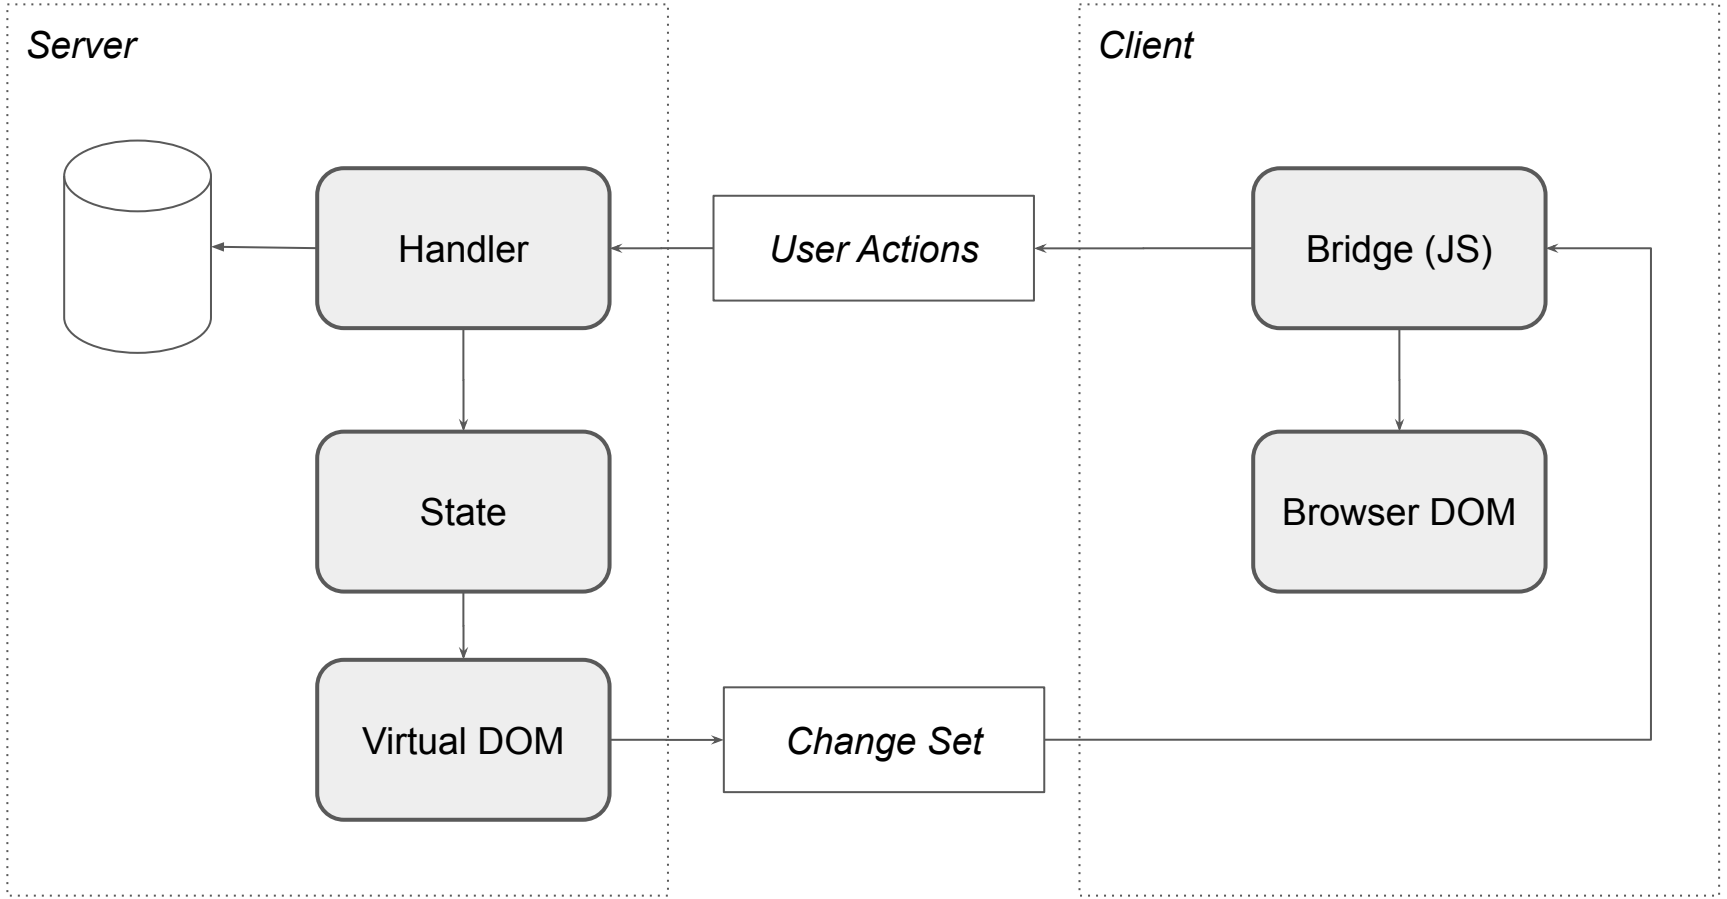 Server
Client
Handler
User Actions
Bridge (JS)
State
Browser DOM
Virtual DOM
Change Set